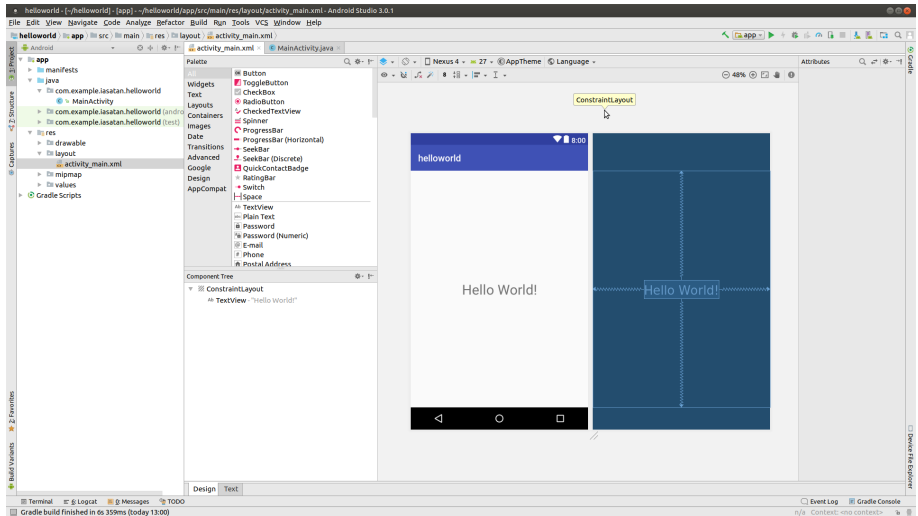 helloworld - [~/helloworld] - [app] - ~/helloworld/app/src/main/res/layout/activity_main.xml - Android Studio 3.0.1
File Edit View Navigate Code Analyze Refactor Build Run Tools VCS Window Help
helloworld app src main res layout activity_main.xml
app
Android
activity_main.xml
MainActivity.java
1: Project
7: Structure
Captures
2: Favorites
Build Variants
app
manifests
java
com.example.iasatan.helloworld
MainActivity
com.example.iasatan.helloworld (andro
com.example.iasatan.helloworld (test)
res
drawable
layout
activity_main.xml
mipmap
values
Gradle Scripts
Palette
All
Widgets
Text
Layouts
Containers
Images
Date
Transitions
Advanced
Google
Design
AppCompat
Button
ToggleButton
CheckBox
RadioButton
CheckedTextView
Spinner
ProgressBar
ProgressBar (Horizontal)
SeekBar
SeekBar (Discrete)
QuickContactBadge
RatingBar
Switch
Space
TextView
Plain Text
Password
Password (Numeric)
E-mail
Phone
Postal Address
Component Tree
ConstraintLayout
Ab TextView - "Hello World!"
Nexus 4 27 AppTheme Language
8
48%
ConstraintLayout
8:00
helloworld
Hello World!
Hello World!
Attributes
Gradle
Device File Explorer
Design Text
Terminal 6: Logcat 0: Messages TODO
Event Log Gradle Console
Gradle build finished in 6s 359ms (today 13:00)
n/a Context: <no context>